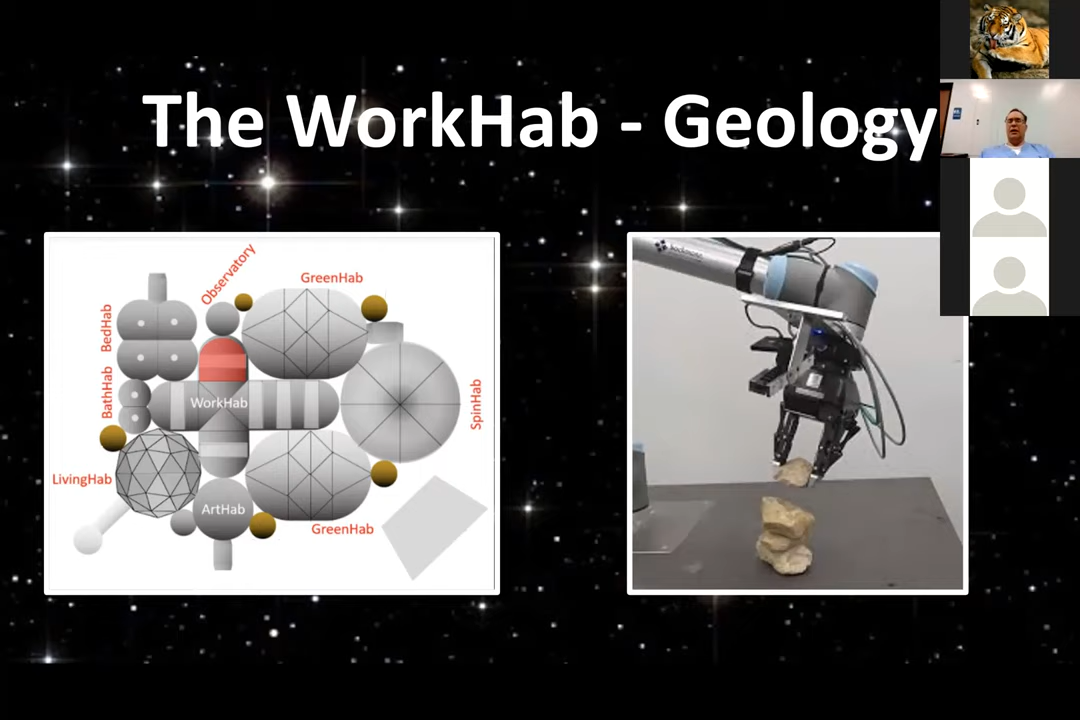 The WorkHab - Geology
Observatory
GreenHab
BedHab
BathHab
WorkHab
SpinHab
LivingHab
ArtHab
GreenHab